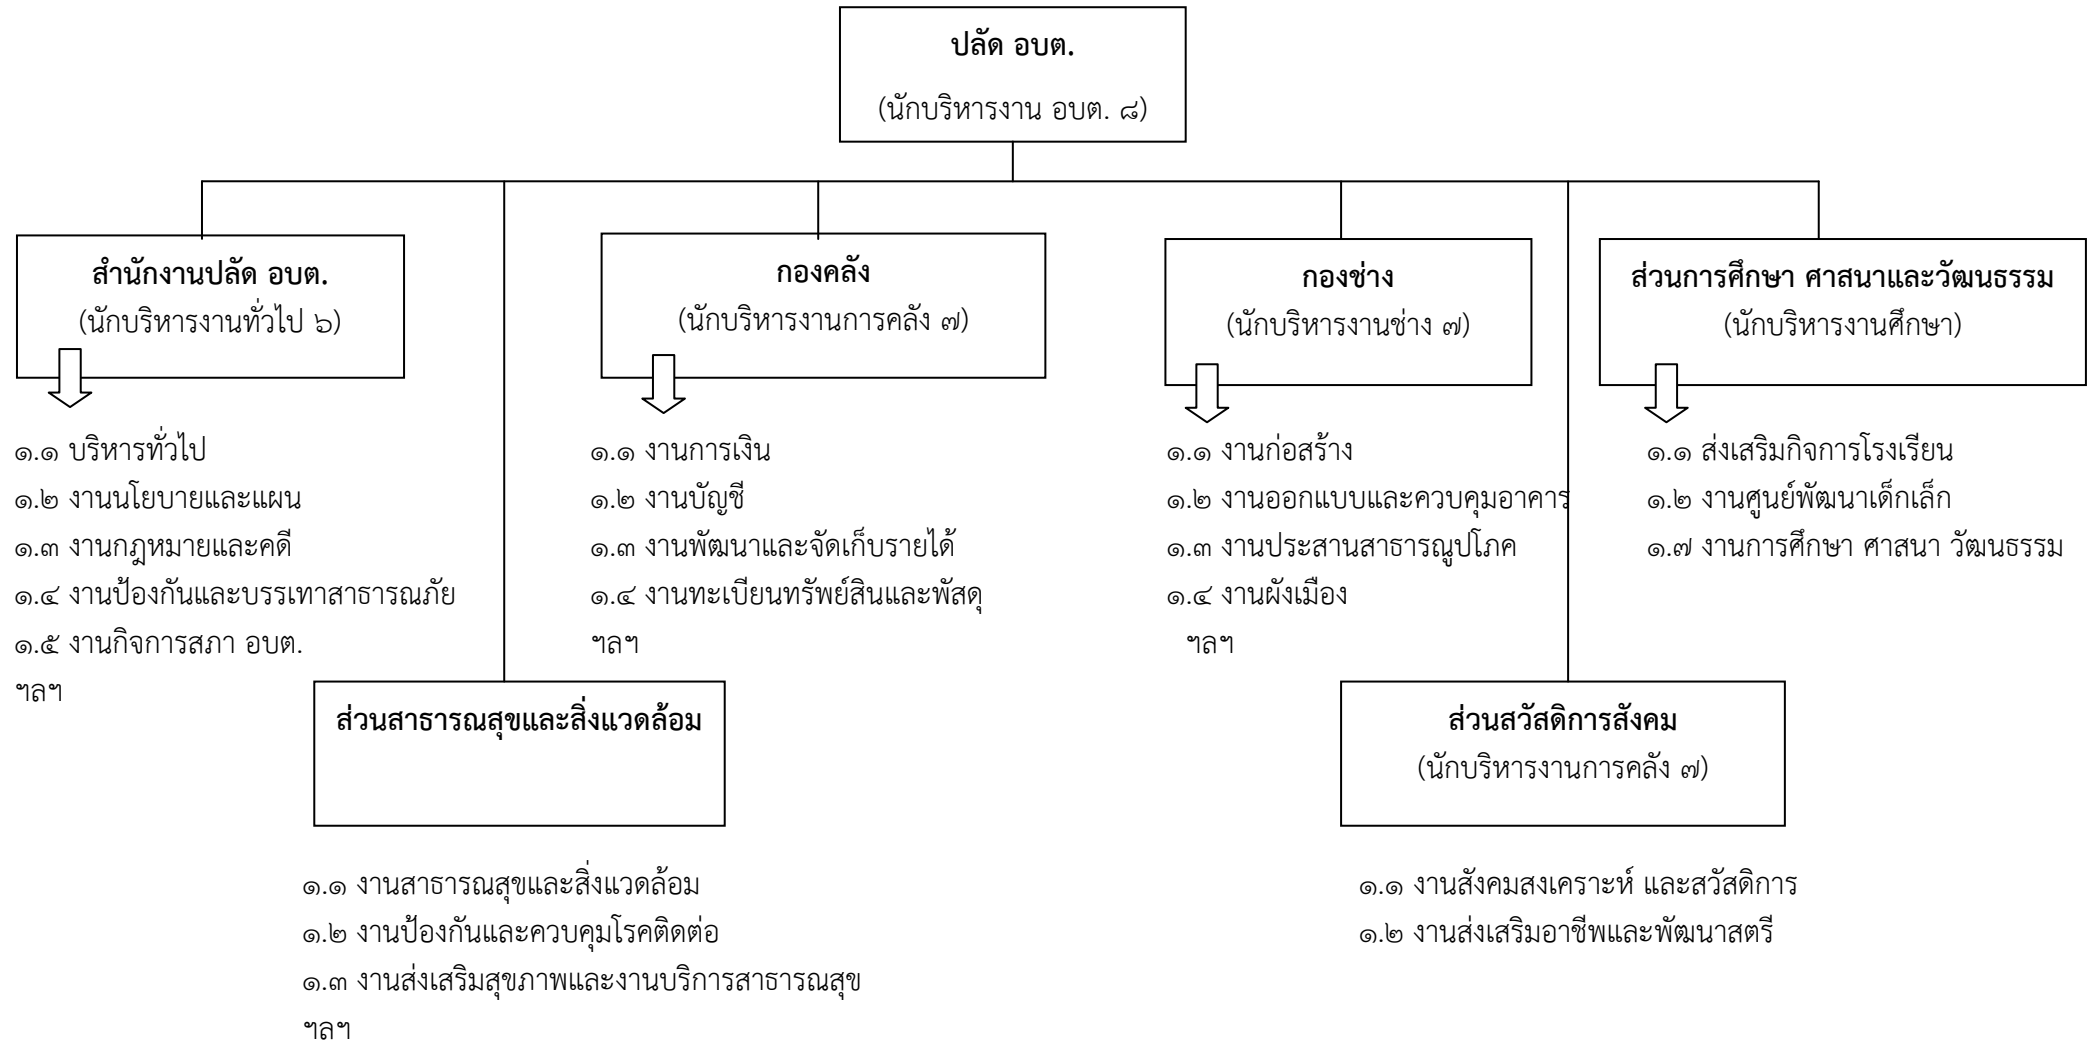 ปลัด อบต.
(นักบริหารงาน อบต. ๘)
สำนักงานปลัด อบต.
(นักบริหารงานทั่วไป ๖)
๑.๑ บริหารทั่วไป
๑.๒ งานนโยบายและแผน
๑.๓ งานกฎหมายและคดี
๑.๔ งานป้องกันและบรรเทาสาธารณภัย
๑.๕ งานกิจการสภา อบต.
ฯลฯ
กองคลัง
(นักบริหารงานการคลัง ๗)
๑.๑ งานการเงิน
๑.๒ งานบัญชี
๑.๓ งานพัฒนาและจัดเก็บรายได้
๑.๔ งานทะเบียนทรัพย์สินและพัสดุ
ฯลฯ
กองช่าง
(นักบริหารงานช่าง ๗)
๑.๑ งานก่อสร้าง
๑.๒ งานออกแบบและควบคุมอาคาร
๑.๓ งานประสานสาธารณูปโภค
๑.๔ งานผังเมือง
ฯลฯ
ส่วนการศึกษา ศาสนาและวัฒนธรรม
(นักบริหารงานศึกษา)
๑.๑ ส่งเสริมกิจการโรงเรียน
๑.๒ งานศูนย์พัฒนาเด็กเล็ก
๑.๗ งานการศึกษา ศาสนา วัฒนธรรม
ส่วนสาธารณสุขและสิ่งแวดล้อม
๑.๑ งานสาธารณสุขและสิ่งแวดล้อม
๑.๒ งานป้องกันและควบคุมโรคติดต่อ
๑.๓ งานส่งเสริมสุขภาพและงานบริการสาธารณสุข
ฯลฯ
ส่วนสวัสดิการสังคม
(นักบริหารงานการคลัง ๗)
๑.๑ งานสังคมสงเคราะห์ และสวัสดิการ
๑.๒ งานส่งเสริมอาชีพและพัฒนาสตรี